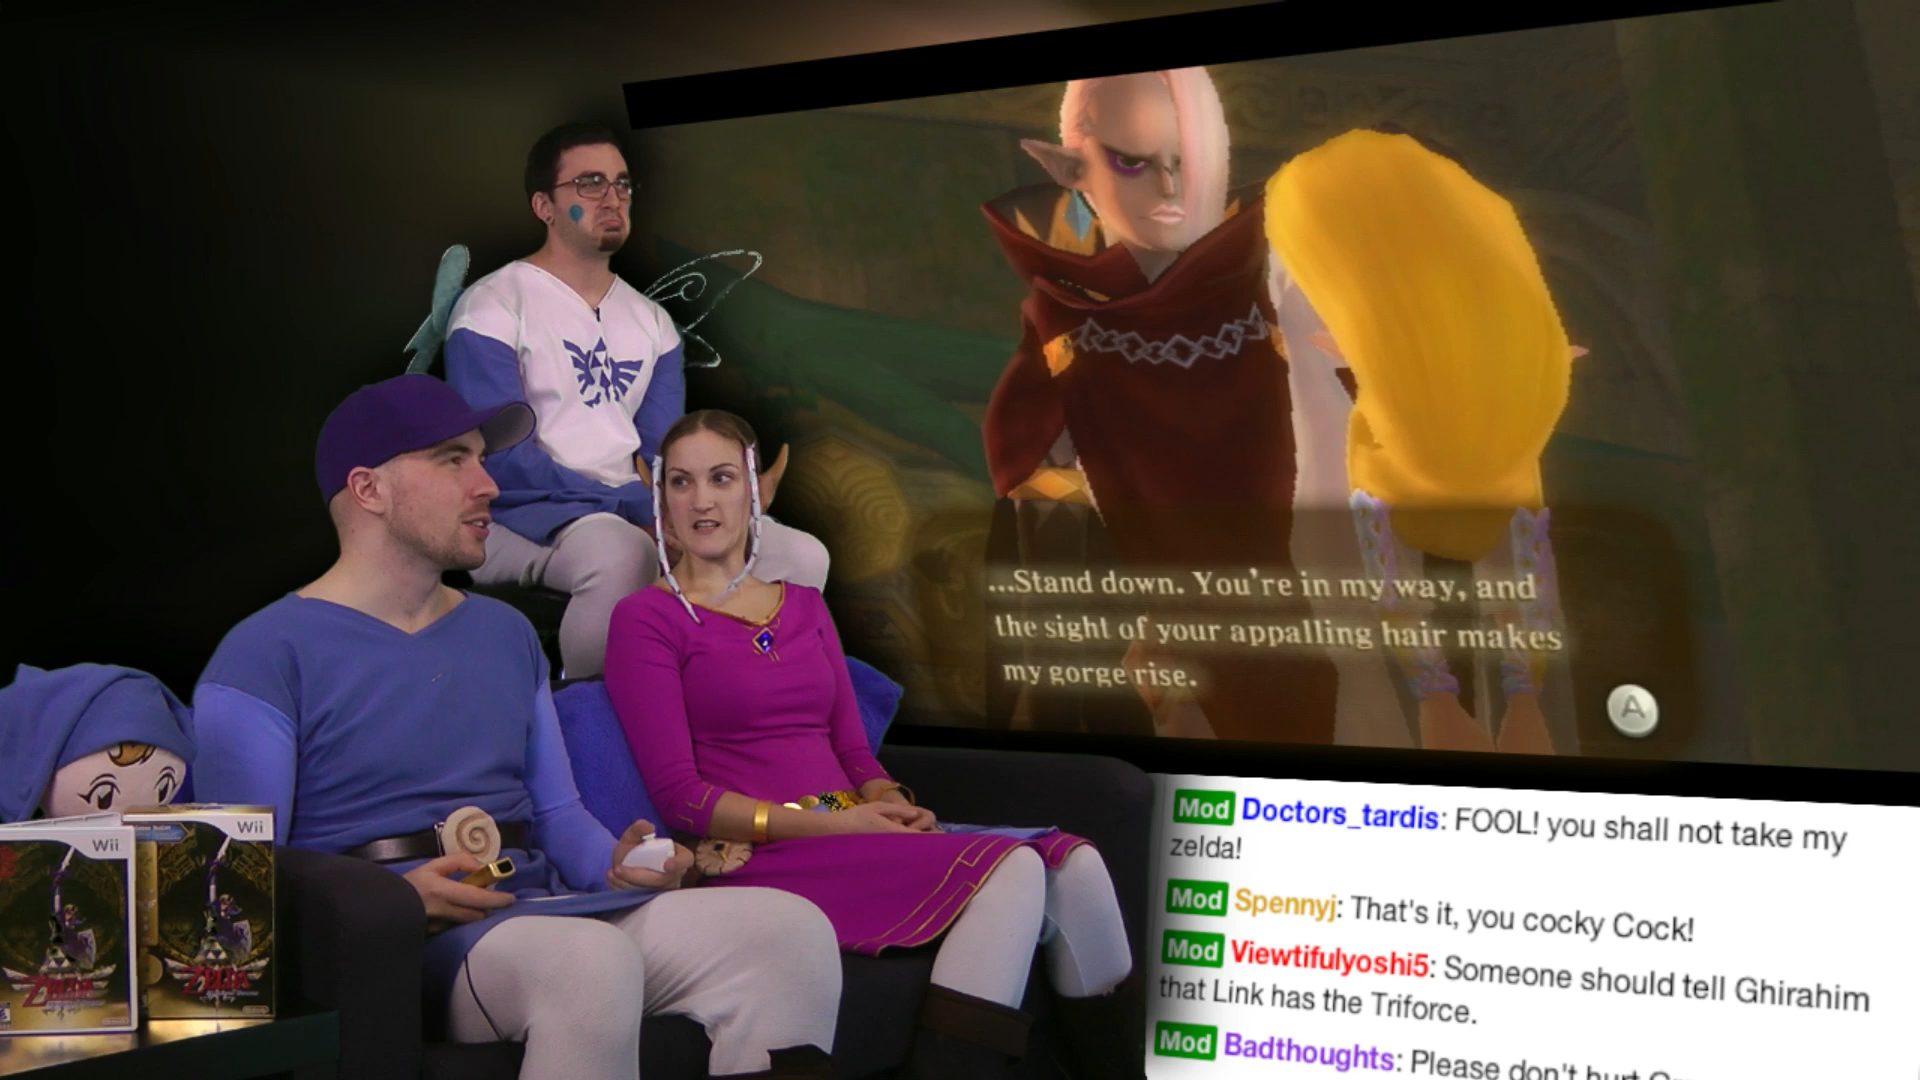 ...Stand down. You're in my way, and
the sight of your appalling hair makes
my gorge rise.
A
Mod Doctors_tardis: FOOL! you shall not take my
zelda!
Mod Spennyj: That's it, you cocky Cock!
Mod Viewtifulyoshi5: Someone should tell Ghirahim
that Link has the Triforce.
Mod Badthoughts: Please don't hurt
Wii
Wii
ZELDA
ZELDA